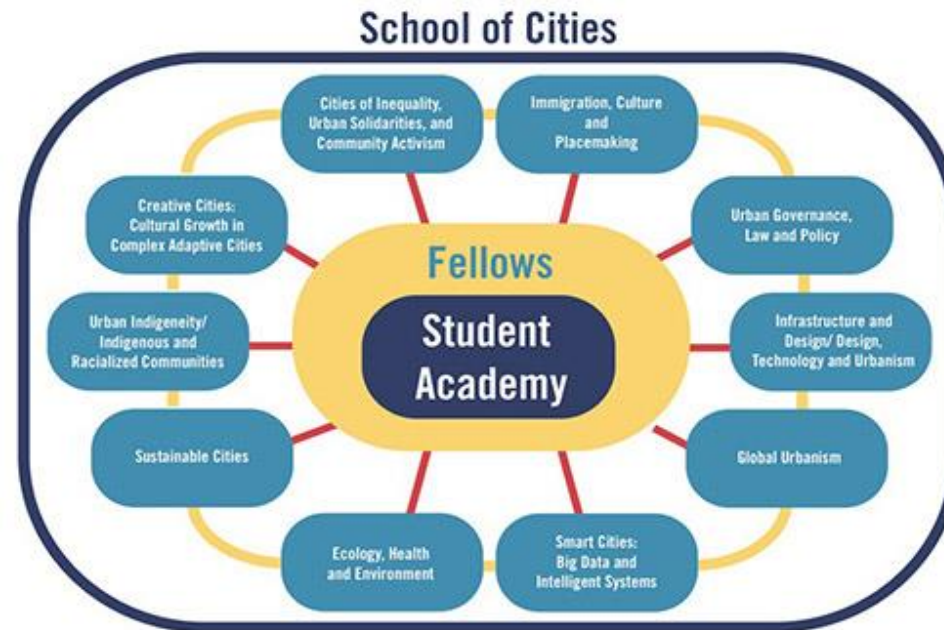 School of Cities
Cities of Inequality,
Urban Solidarities, and
Community Activism
Immigration, Culture
and
Placemaking
Creative Cities:
Cultural Growth in
Complex Adaptive Cities
Urban Governance,
Law and Policy
Fellows
Student
Academy
Urban Indigeneity/
Indigenous and
Racialized Communities
Infrastructure and
Design/ Design,
Technology and Urbanism
Sustainable Cities
Global Urbanism
Ecology, Health
and Environment
Smart Cities:
Big Data and
Intelligent Systems